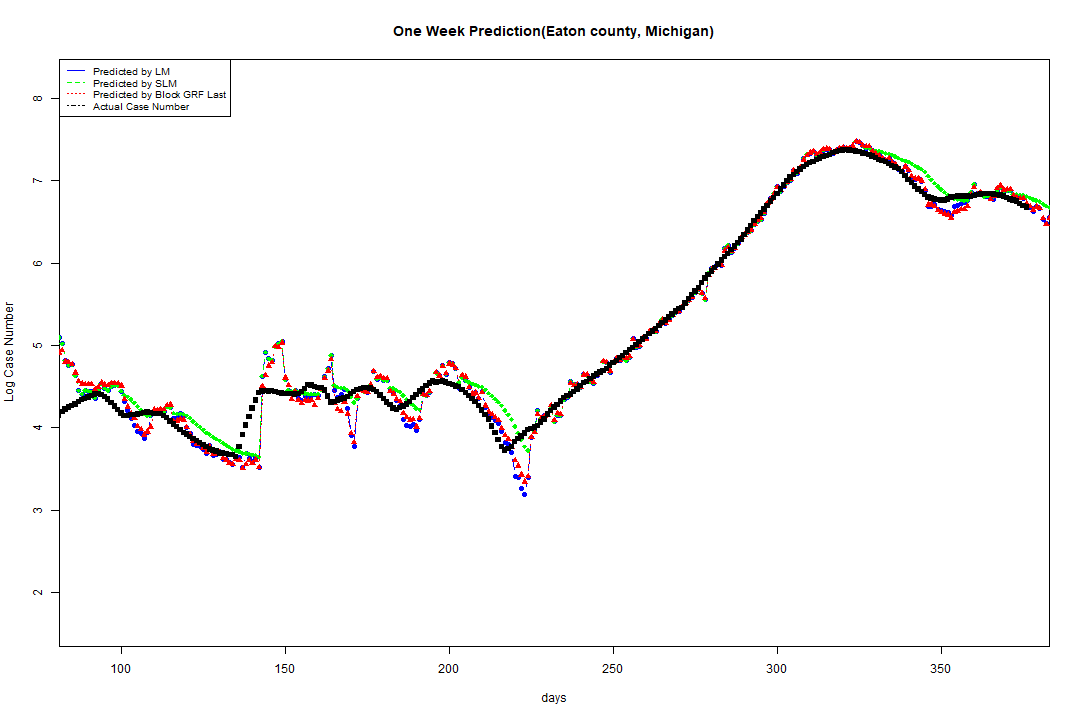 One Week Prediction(Eaton county, Michigan)
Predicted by LM
Predicted by SLM
Predicted by Block GRF Last
Actual Case Number
8
7
6
5
4
3
2
Log Case Number
100 150 200 250 300 350
days